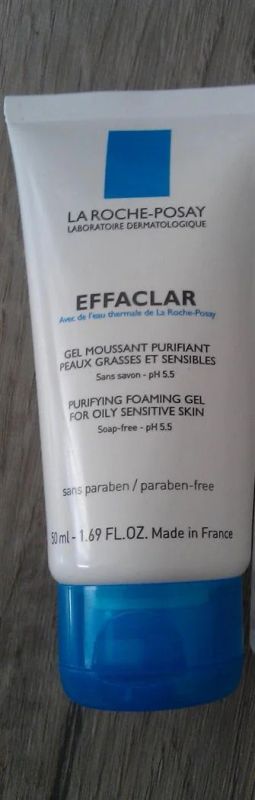 LA ROCHE-POSAY
LABORATOIRE DERMATOLOGIQUE
EFFACLAR
Avec de l'eau thermale de La Roche-Posay
GEL MOUSSANT PURIFIANT
PEAUX GRASSES ET SENSIBLES
Sans savon - pH 5.5
PURIFYING FOAMING GEL
FOR OILY SENSITIVE SKIN
Soap-free - pH 5.5
sans paraben / paraben-free
50 ml - 1.69 FL.OZ. Made in France